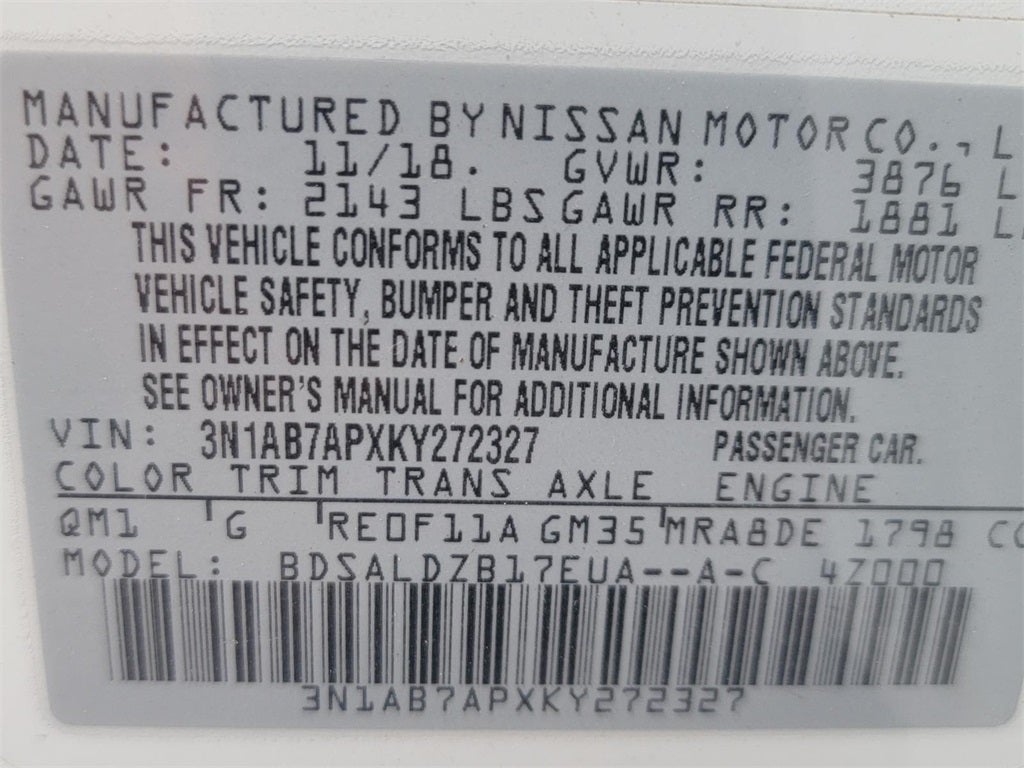 MANUFACTURED BY NISSAN MOTOR CO., L
DATE: 11/18. GVWR: 3876 L
GAWR FR: 2143 LBS GAWR RR: 1881 L
THIS VEHICLE CONFORMS TO ALL APPLICABLE FEDERAL MOTOR
VEHICLE SAFETY, BUMPER AND THEFT PREVENTION STANDARDS
IN EFFECT ON THE DATE OF MANUFACTURE SHOWN ABOVE.
SEE OWNER'S MANUAL FOR ADDITIONAL INFORMATION.
VIN: 3N1AB7APXKY272327 PASSENGER CAR.
COLOR TRIM TRANS AXLE ENGINE
QM1 G RE0F11A GM35 MRA8DE 1798 CC
MODEL: BDSALDZB17EUA--A-C 4Z000
3N1AB7APXKY272327